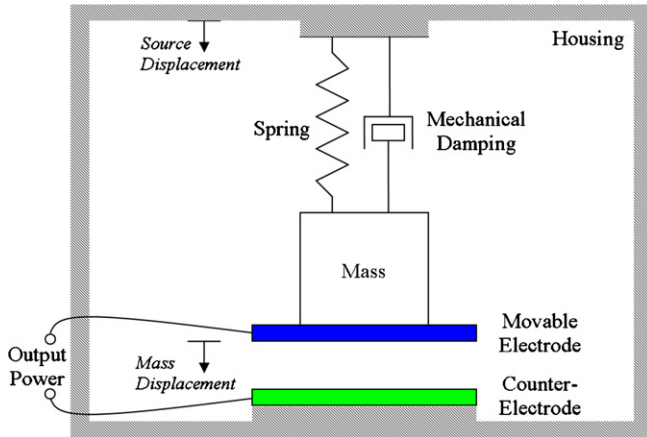 Source
Displacement
Housing
Spring
Mechanical
Damping
Mass
Movable
Electrode
Output
Power
Mass
Displacement
Counter-
Electrode